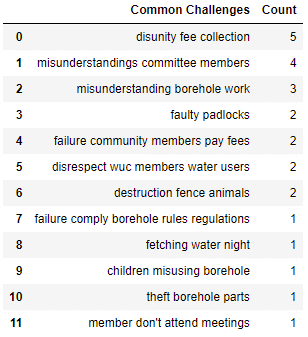 Common Challenges Count
0 disunity fee collection 5
1 misunderstandings committee members 4
2 misunderstanding borehole work 3
3 faulty padlocks 2
4 failure community members pay fees 2
5 disrespect wuc members water users 2
6 destruction fence animals 2
7 failure comply borehole rules regulations 1
8 fetching water night 1
9 children misusing borehole 1
10 theft borehole parts 1
11 member don't attend meetings 1